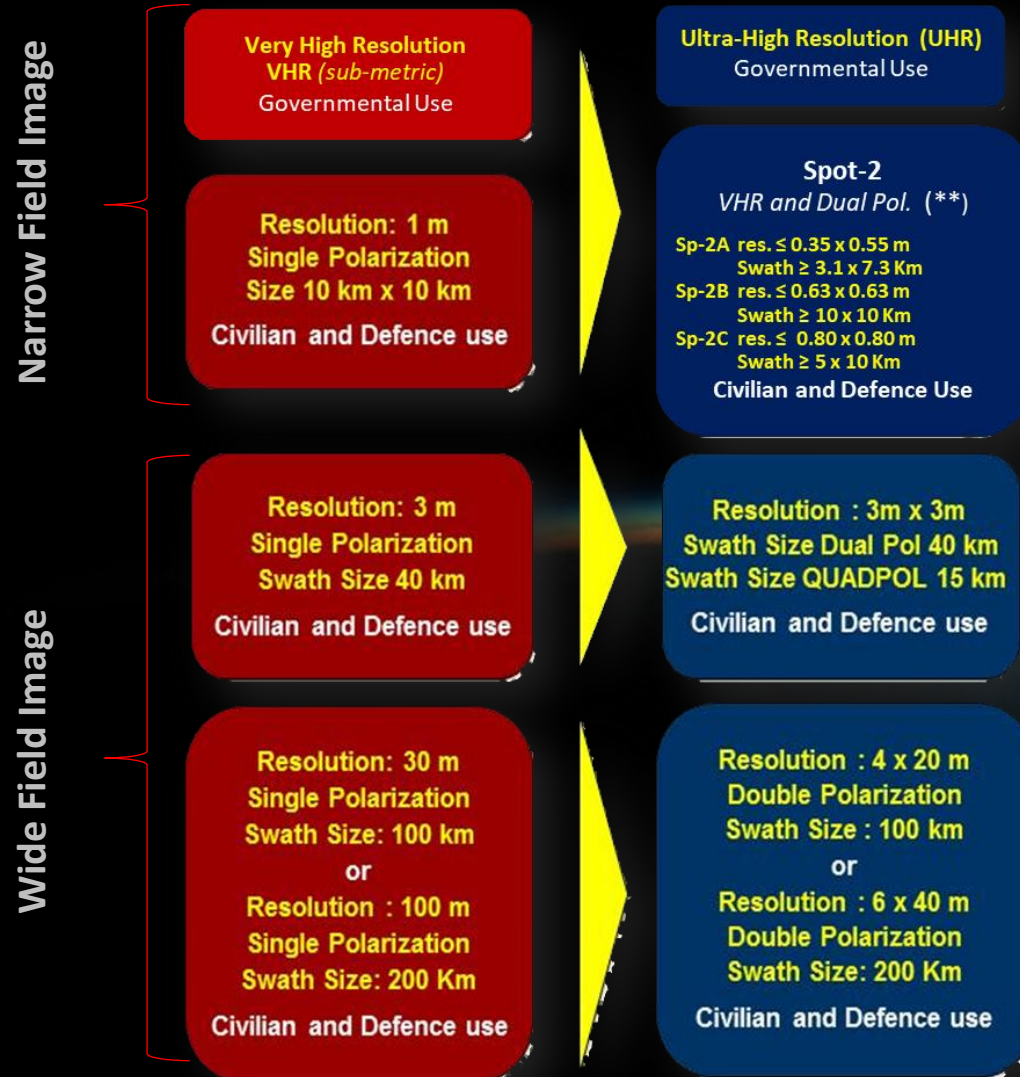 Narrow Field Image
Very High Resolution
VHR (sub-metric)
Governmental Use
Ultra-High Resolution (UHR)
Governmental Use
Resolution: 1 m
Single Polarization
Size 10 km x 10 km
Civilian and Defence use
Spot-2
VHR and Dual Pol. (**)
Sp-2A res. ≤ 0.35 x 0.55 m
Swath ≥ 3.1 x 7.3 Km
Sp-2B res. ≤ 0.63 x 0.63 m
Swath ≥ 10 x 10 Km
Sp-2C res. ≤ 0.80 x 0.80 m
Swath ≥ 5 x 10 Km
Civilian and Defence Use
Wide Field Image
Resolution: 3 m
Single Polarization
Swath Size 40 km
Civilian and Defence use
Resolution : 3m x 3m
Swath Size Dual Pol 40 km
Swath Size QUADPOL 15 km
Civilian and Defence use
Resolution: 30 m
Single Polarization
Swath Size: 100 km
or
Resolution : 100 m
Single Polarization
Swath Size: 200 Km
Civilian and Defence use
Resolution : 4 x 20 m
Double Polarization
Swath Size : 100 km
or
Resolution : 6 x 40 m
Double Polarization
Swath Size: 200 Km
Civilian and Defence use